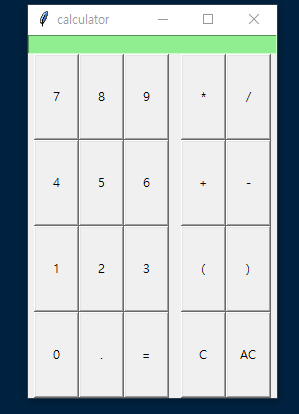 calculator
7 8 9 * /
4 5 6 + -
1 2 3 ( )
0 . = C AC